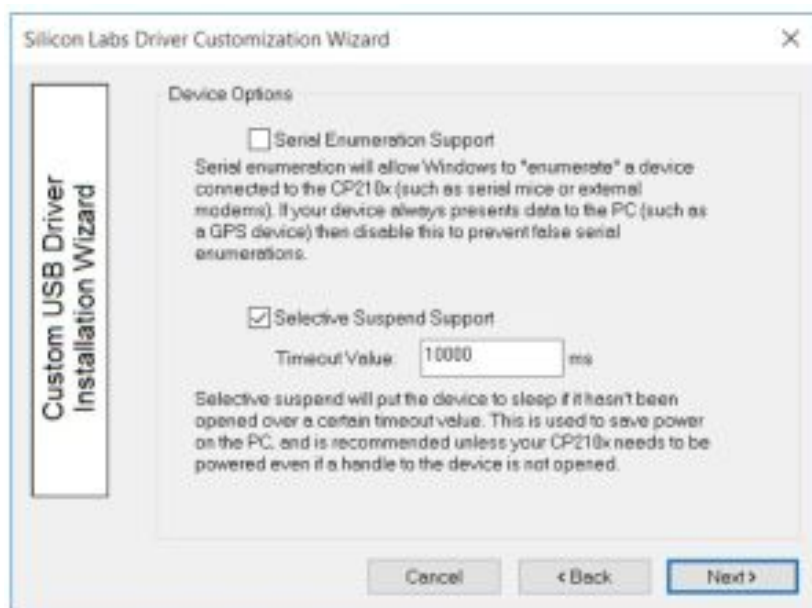 Silicon Labs Driver Customization Wizard
Custom USB Driver
Installation Wizard
Device Options
Serial Enumeration Support
Serial enumeration will allow Windows to "enumerate" a device
connected to the CP210x (such as serial mice or external
modems). If your device always presents data to the PC (such as
a GPS device) then disable this to prevent false serial
enumerations.
Selective Suspend Support
Timeout Value: 10000 ms
Selective suspend will put the device to sleep if it hasn't been
opened over a certain timeout value. This is used to save power
on the PC, and is recommended unless your CP210x needs to be
powered even if a handle to the device is not opened.
Cancel < Back Next >